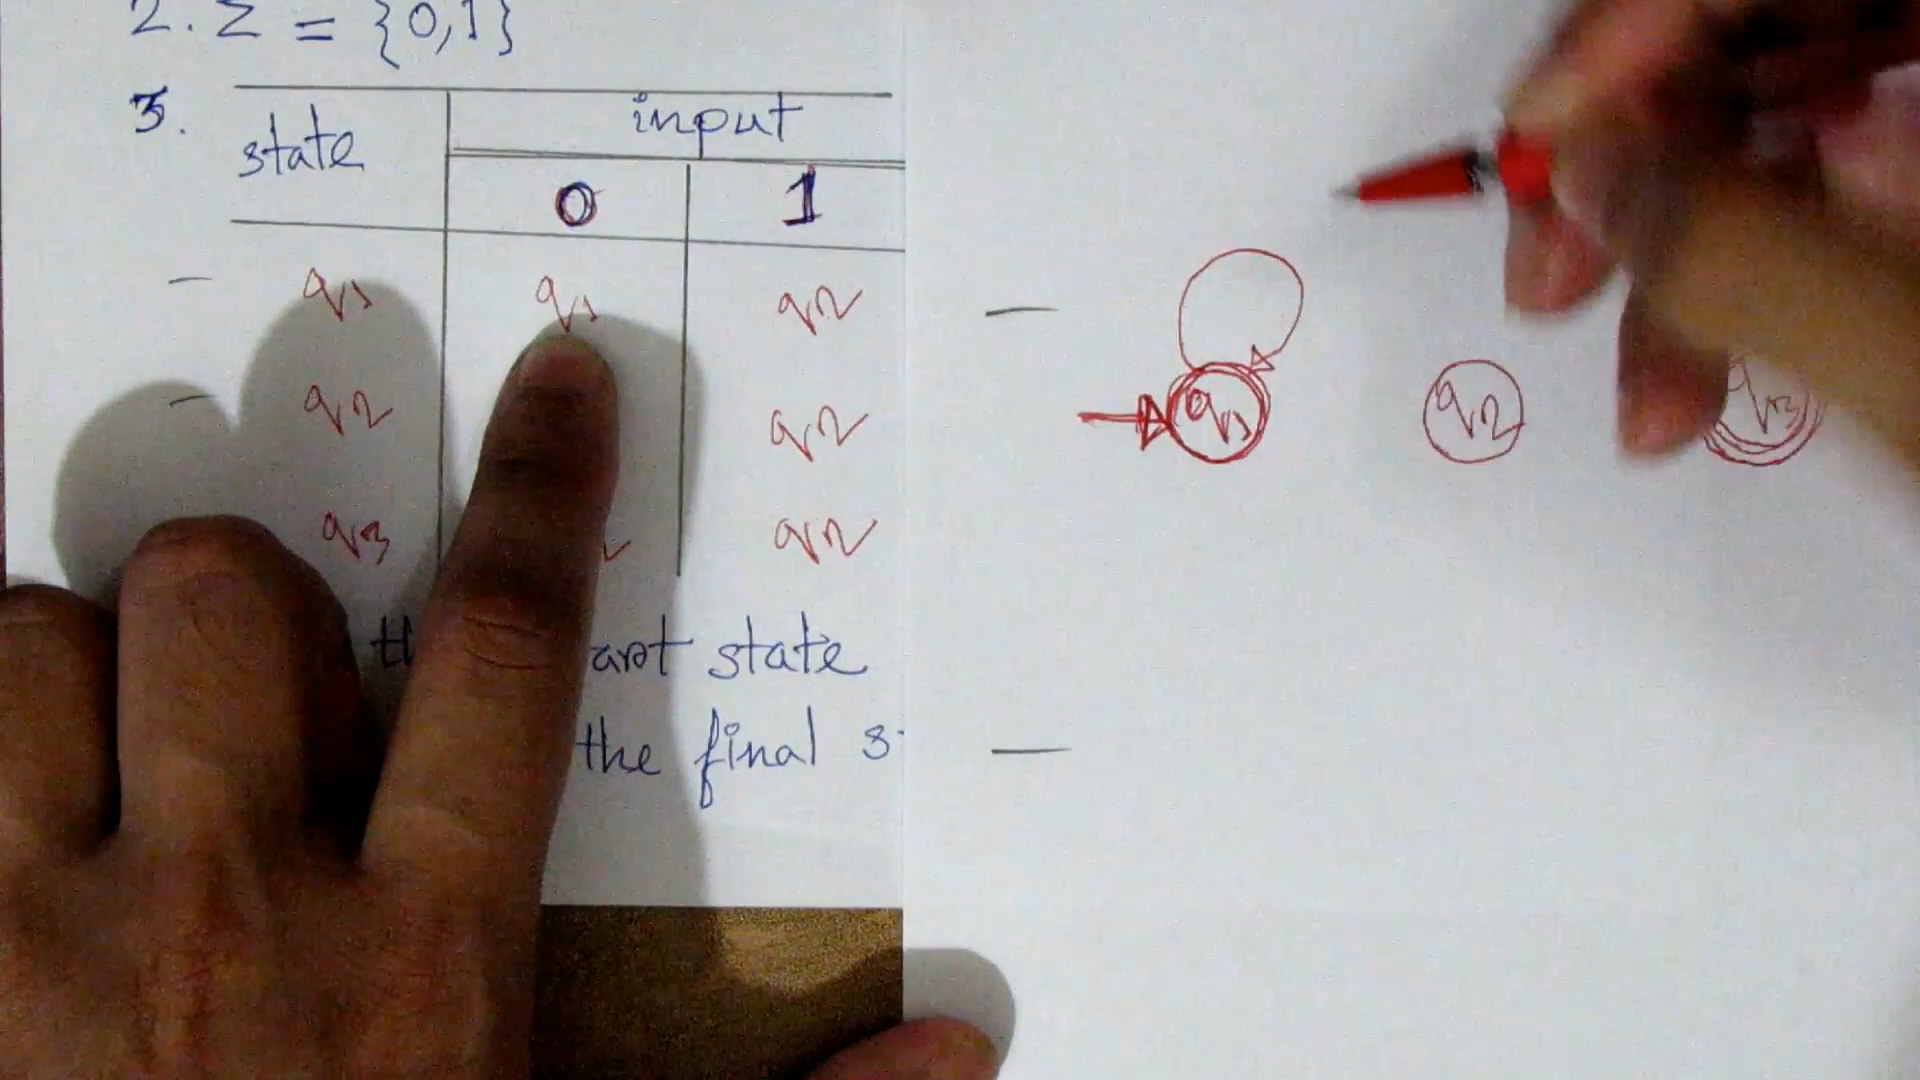 2. Σ = {0,1}
3.
state input
0 1
q1 q1 q2
q2 q2
q3 q2
state
the final
q1 q2 q3